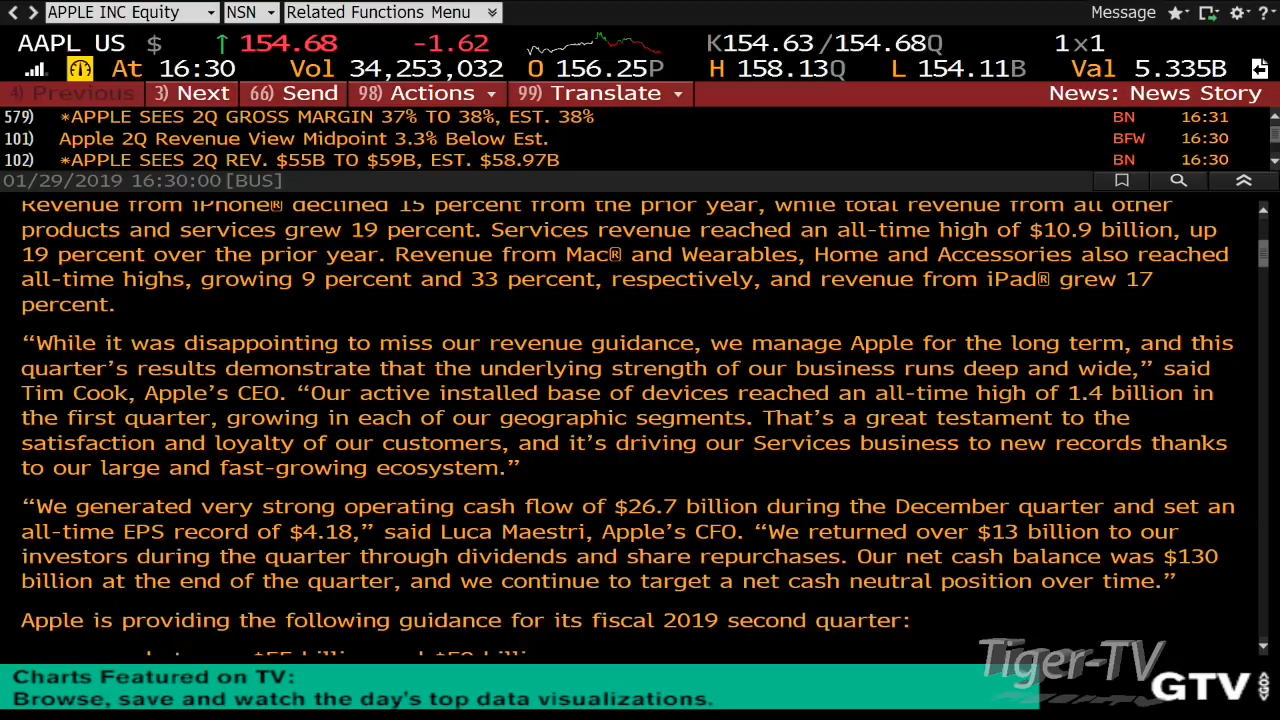 APPLE INC Equity NSN Related Functions Menu Message
AAPL US $ ↑ 154.68 -1.62 K154.63 /154.68Q 1×1
At 16:30 Vol 34,253,032 O 156.25P H 158.13Q L 154.11B Val 5.335B
4) Previous 3) Next 66) Send 98) Actions 99) Translate News: News Story
579) *APPLE SEES 2Q GROSS MARGIN 37% TO 38%, EST. 38% BN 16:31
101) Apple 2Q Revenue View Midpoint 3.3% Below Est. BFW 16:30
102) *APPLE SEES 2Q REV. $55B TO $59B, EST. $58.97B BN 16:30
01/29/2019 16:30:00 [BUS]
Revenue from iPhone® declined 15 percent from the prior year, while total revenue from all other
products and services grew 19 percent. Services revenue reached an all-time high of $10.9 billion, up
19 percent over the prior year. Revenue from Mac® and Wearables, Home and Accessories also reached
all-time highs, growing 9 percent and 33 percent, respectively, and revenue from iPad® grew 17
percent.
“While it was disappointing to miss our revenue guidance, we manage Apple for the long term, and this
quarter’s results demonstrate that the underlying strength of our business runs deep and wide,” said
Tim Cook, Apple’s CEO. “Our active installed base of devices reached an all-time high of 1.4 billion in
the first quarter, growing in each of our geographic segments. That’s a great testament to the
satisfaction and loyalty of our customers, and it’s driving our Services business to new records thanks
to our large and fast-growing ecosystem.”
“We generated very strong operating cash flow of $26.7 billion during the December quarter and set an
all-time EPS record of $4.18,” said Luca Maestri, Apple’s CFO. “We returned over $13 billion to our
investors during the quarter through dividends and share repurchases. Our net cash balance was $130
billion at the end of the quarter, and we continue to target a net cash neutral position over time.”
Apple is providing the following guidance for its fiscal 2019 second quarter:
Tiger-TV
Charts Featured on TV:
Browse, save and watch the day’s top data visualizations.
GTV